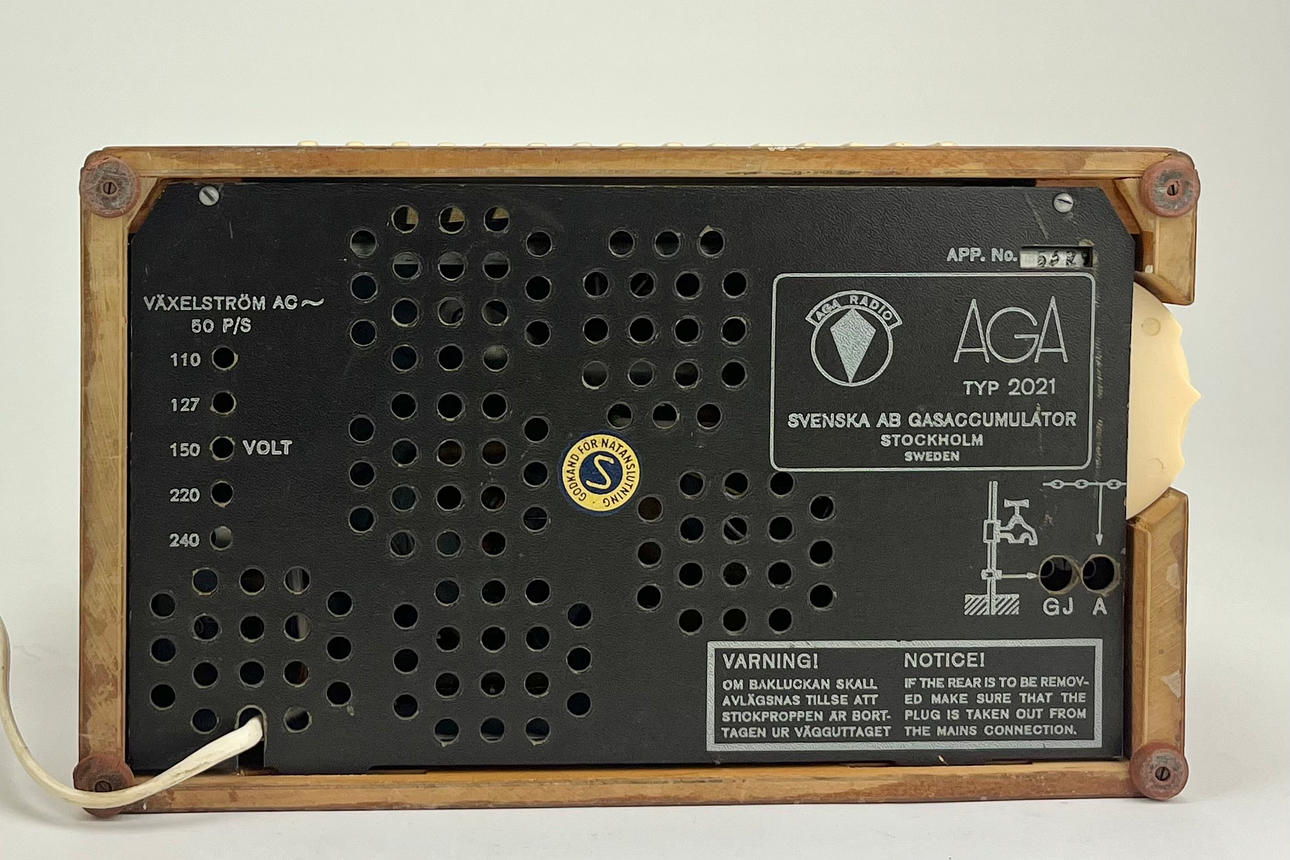 VÄXELSTRÖM AC~
50 P/S
110
127
150 VOLT
220
240
GODKÄND FÖR NÄTANSLUTNING
S
APP. No.
AGA RADIO
AGA
TYP 2021
SVENSKA AB GASACCUMULATOR
STOCKHOLM
SWEDEN
GJ A
VARNING!
OM BAKLUCKAN SKALL
AVLÄGSNAS TILLSE ATT
STICKPROPPEN ÄR BORT-
TAGEN UR VÄGGUTTAGET
NOTICE!
IF THE REAR IS TO BE REMOV-
ED MAKE SURE THAT THE
PLUG IS TAKEN OUT FROM
THE MAINS CONNECTION.